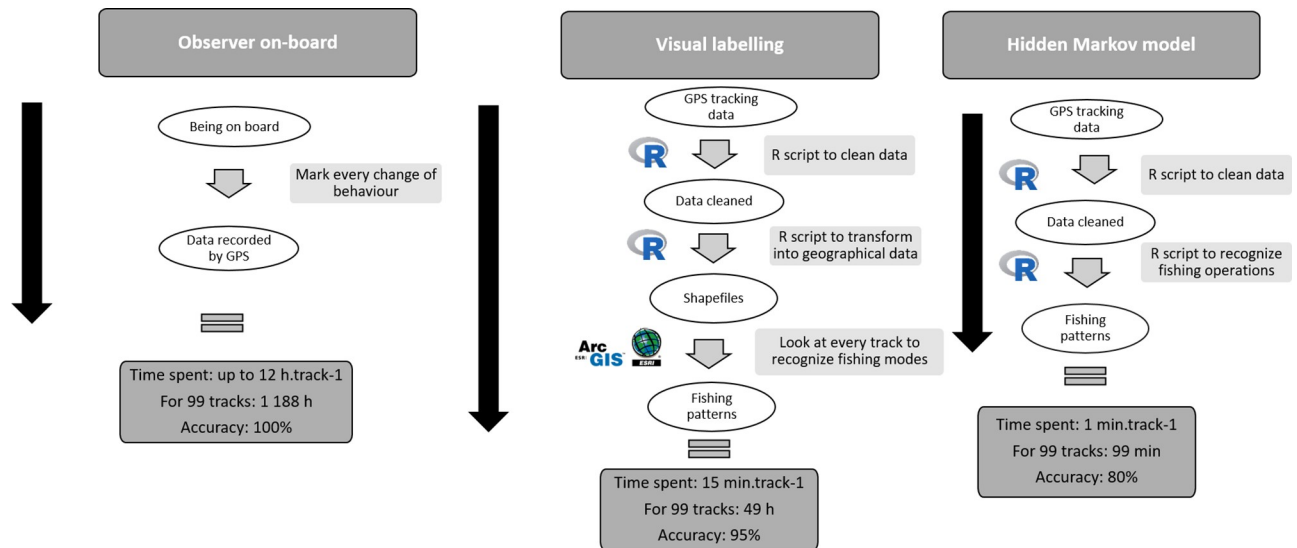 Observer on-board
Being on board
Mark every change of
behaviour
Data recorded
by GPS
Time spent: up to 12 h.track-1
For 99 tracks: 1 188 h
Accuracy: 100%
Visual labelling
GPS tracking
data
R
R script to clean data
Data cleaned
R
R script to transform
into geographical data
Shapefiles
Arc
ESRI GIS™
ESRI
Look at every track to
recognize fishing modes
Fishing
patterns
Time spent: 15 min.track-1
For 99 tracks: 49 h
Accuracy: 95%
Hidden Markov model
GPS tracking
data
R
R script to clean data
Data cleaned
R
R script to recognize
fishing operations
Fishing
patterns
Time spent: 1 min.track-1
For 99 tracks: 99 min
Accuracy: 80%